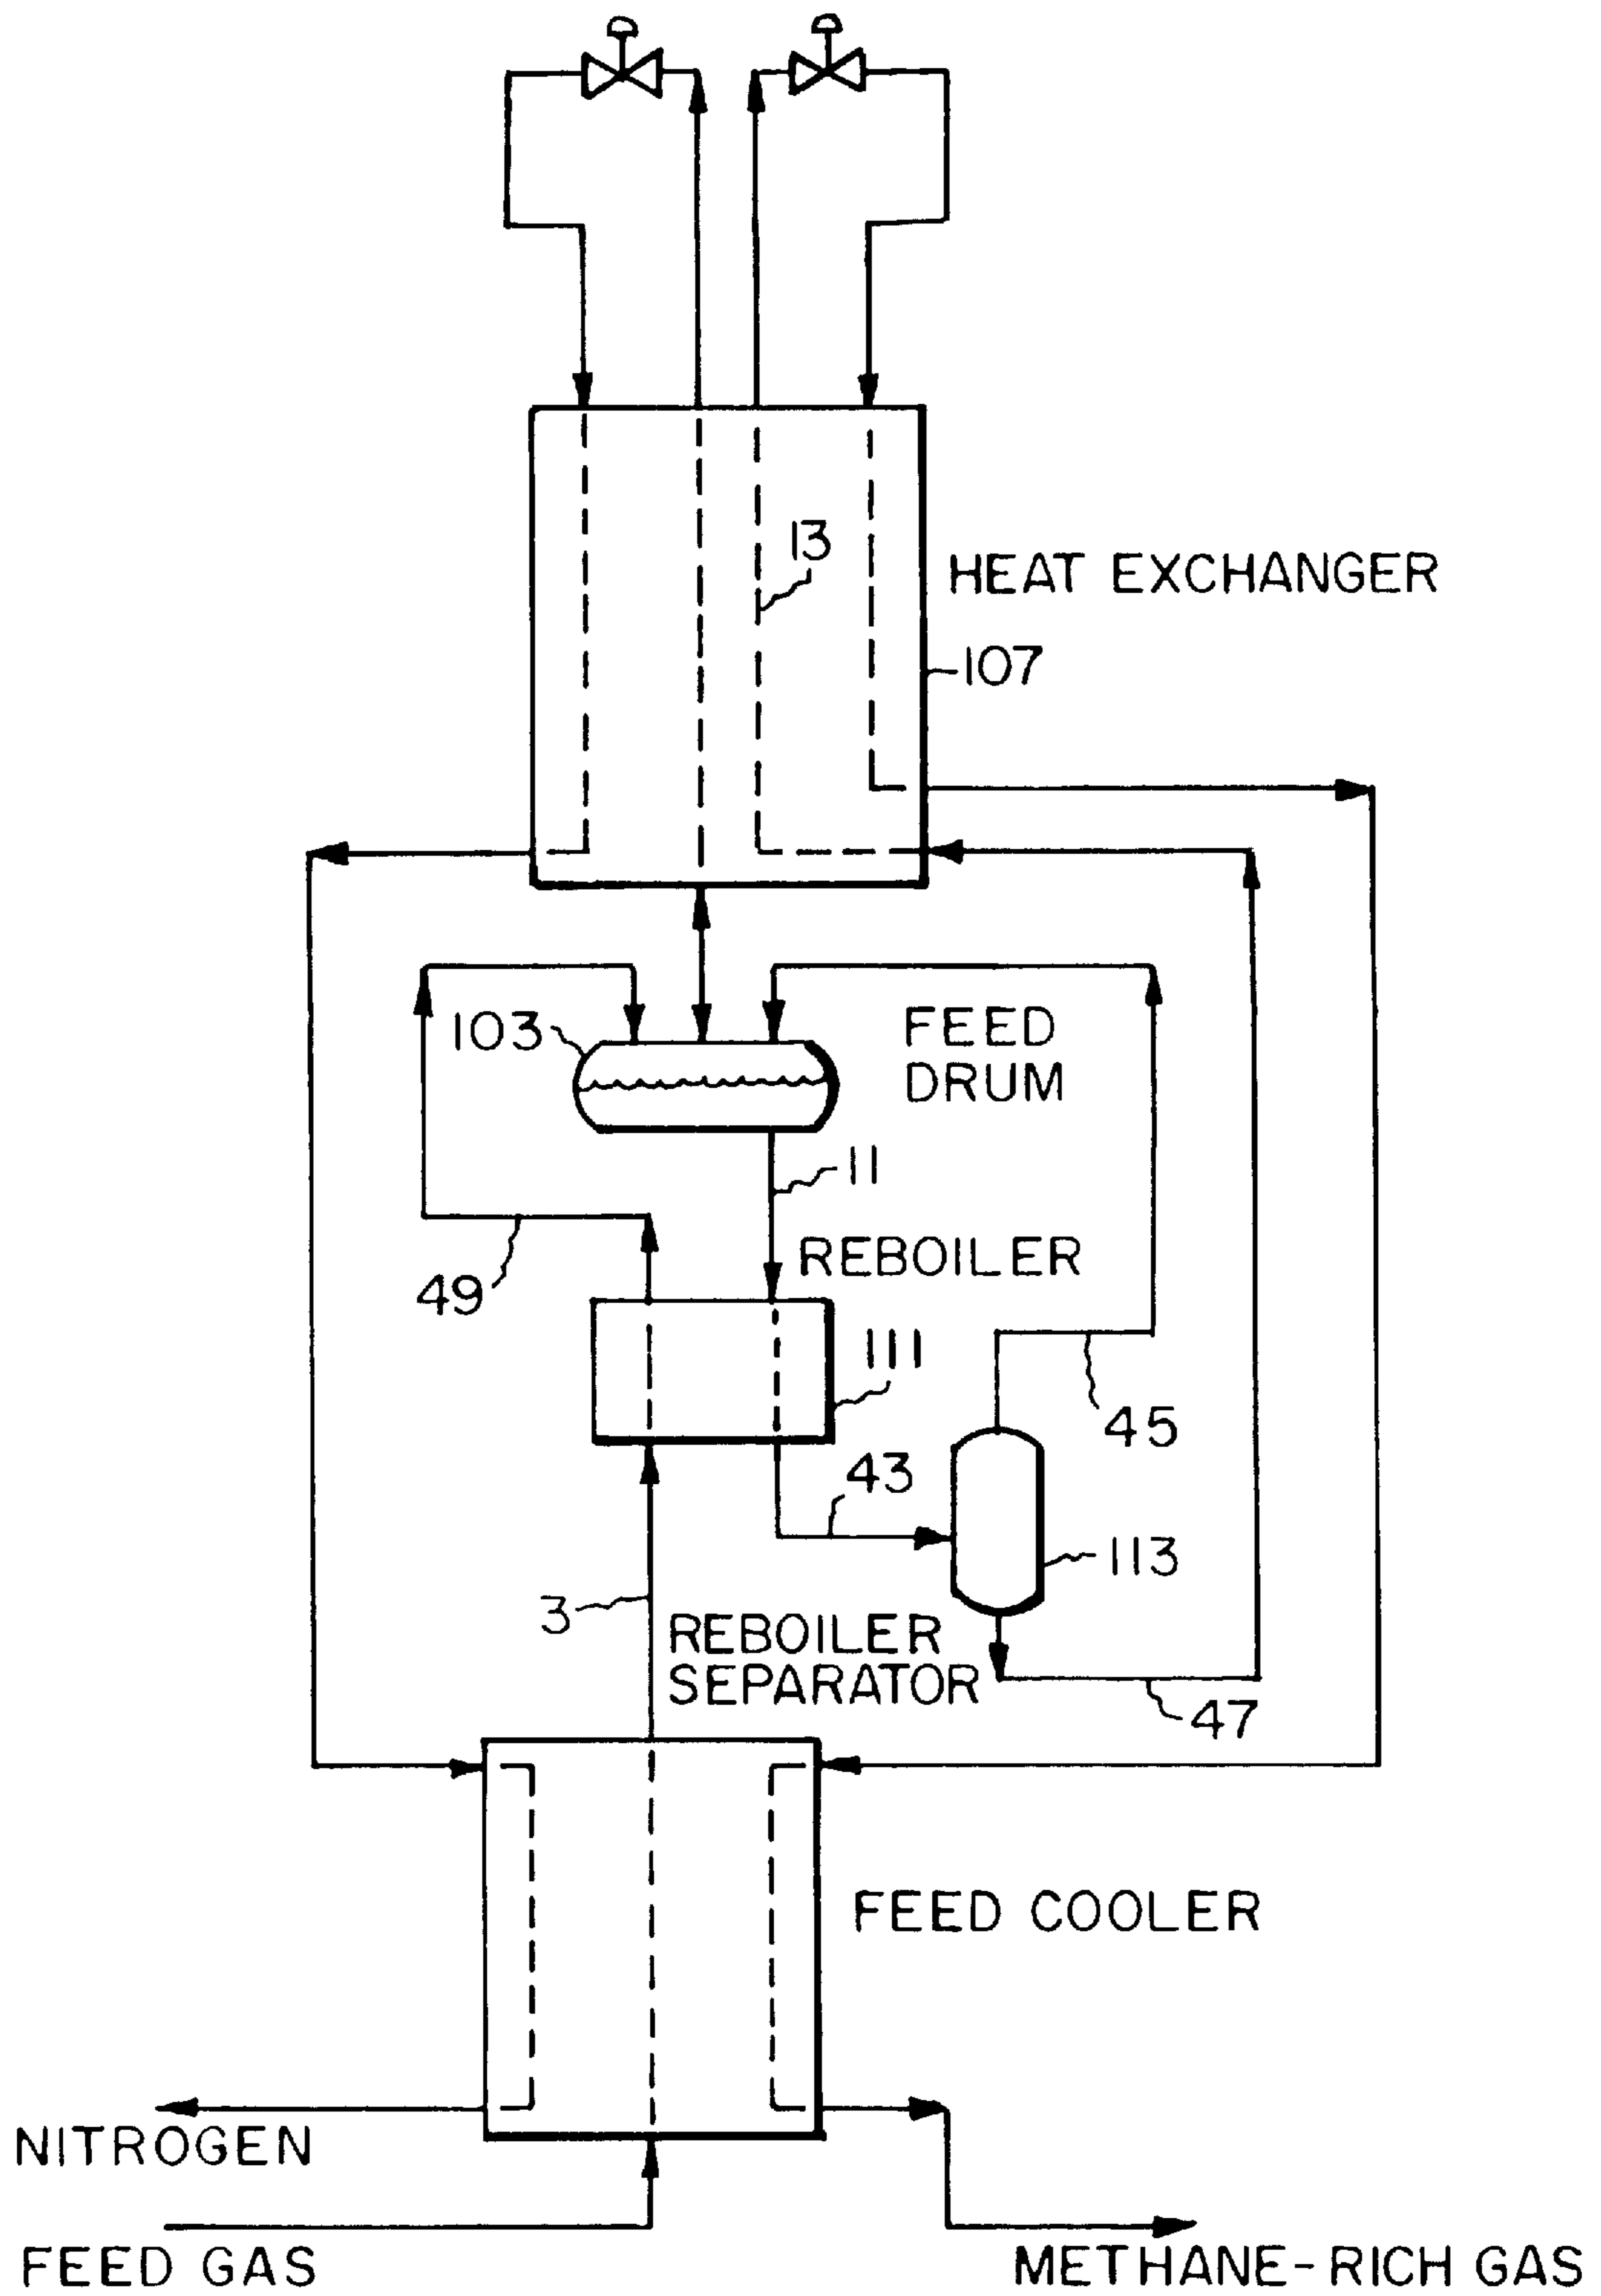 13
HEAT EXCHANGER
107
103
FEED
DRUM
11
REBOILER
49
111
45
43
113
3
REBOILER
SEPARATOR
47
FEED COOLER
NITROGEN
FEED GAS
METHANE-RICH GAS